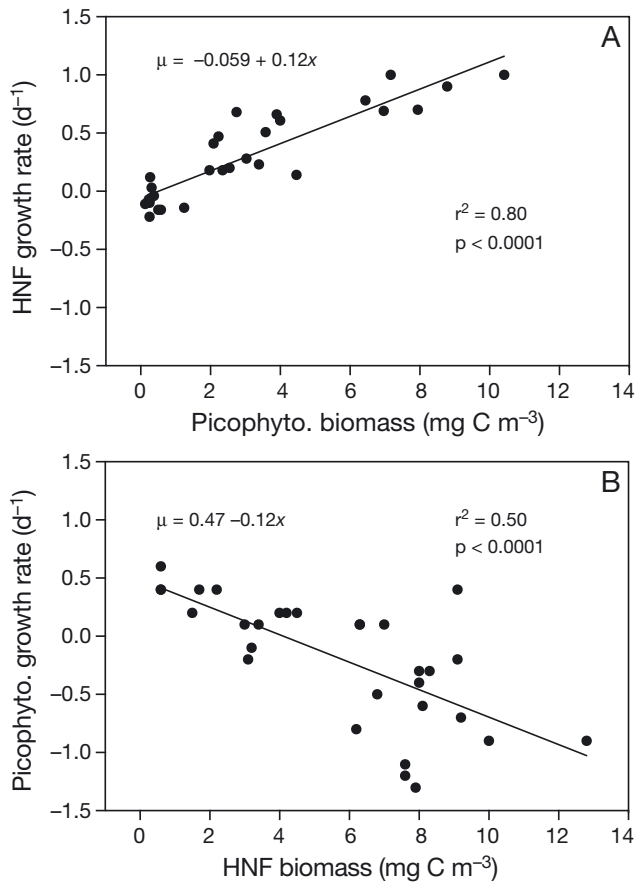 A
μ = –0.059 + 0.12x
r² = 0.80
p < 0.0001
HNF growth rate (d⁻¹)
1.5
1.0
0.5
0.0
–0.5
–1.0
–1.5
0 2 4 6 8 10 12 14
Picophyto. biomass (mg C m⁻³)
B
μ = 0.47 –0.12x
r² = 0.50
p < 0.0001
Picophyto. growth rate (d⁻¹)
1.5
1.0
0.5
0.0
–0.5
–1.0
–1.5
0 2 4 6 8 10 12 14
HNF biomass (mg C m⁻³)